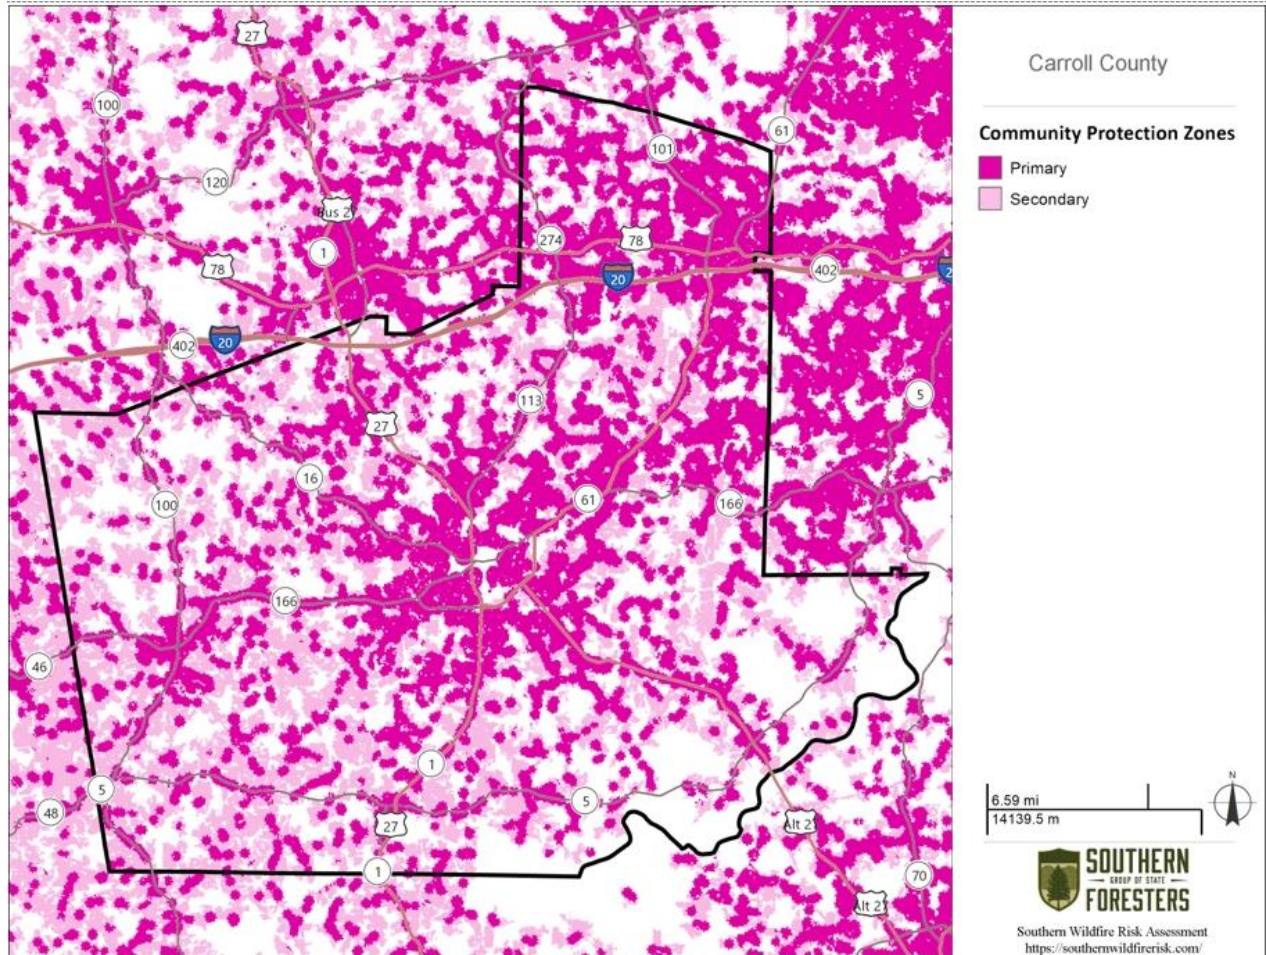 Carroll County
Community Protection Zones
Primary
Secondary
27
100
61
101
120
Bus 2
274
78
1
78
20
402
2
402
20
5
113
27
16
61
100
166
166
46
1
5
5
48
27
Alt 27
1
70
Alt 27
6.59 mi
14139.5 m
N
SOUTHERN
GROUP OF STATE
FORESTERS
Southern Wildfire Risk Assessment
https://southernwildfirerisk.com/